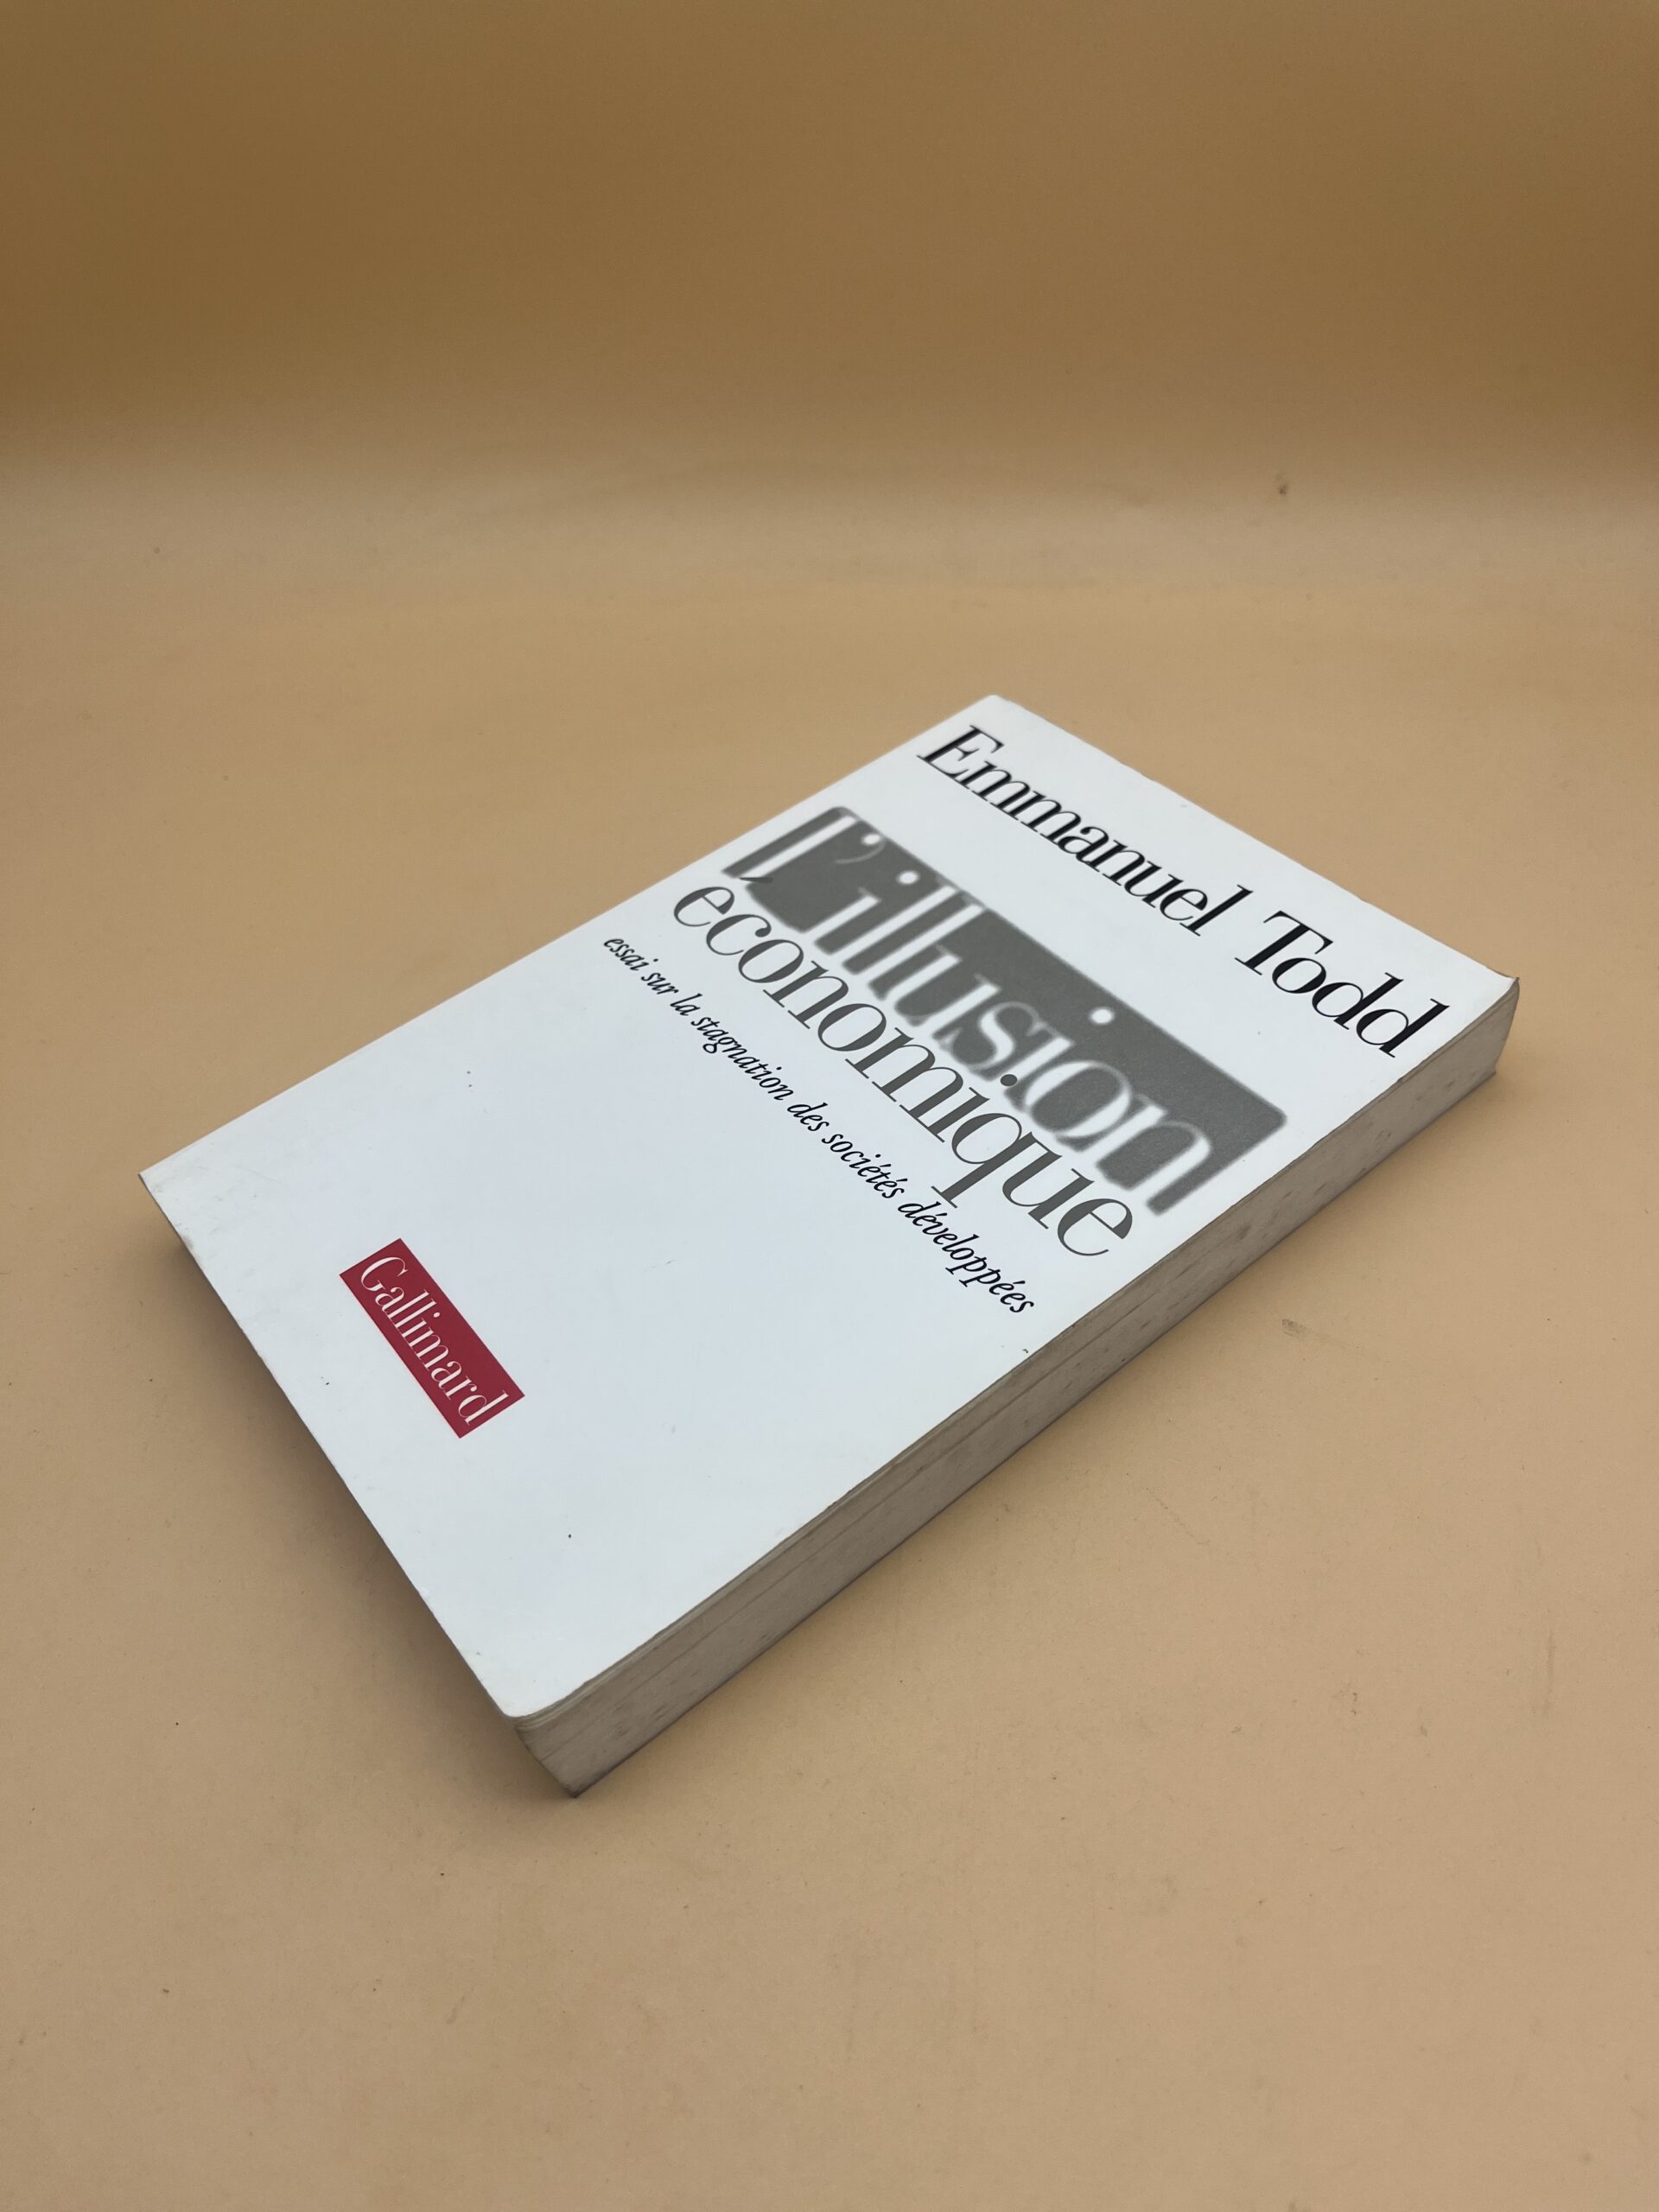 Emmanuel Todd
l'illusion
économique
essai sur la stagnation des sociétés développées
Gallimard